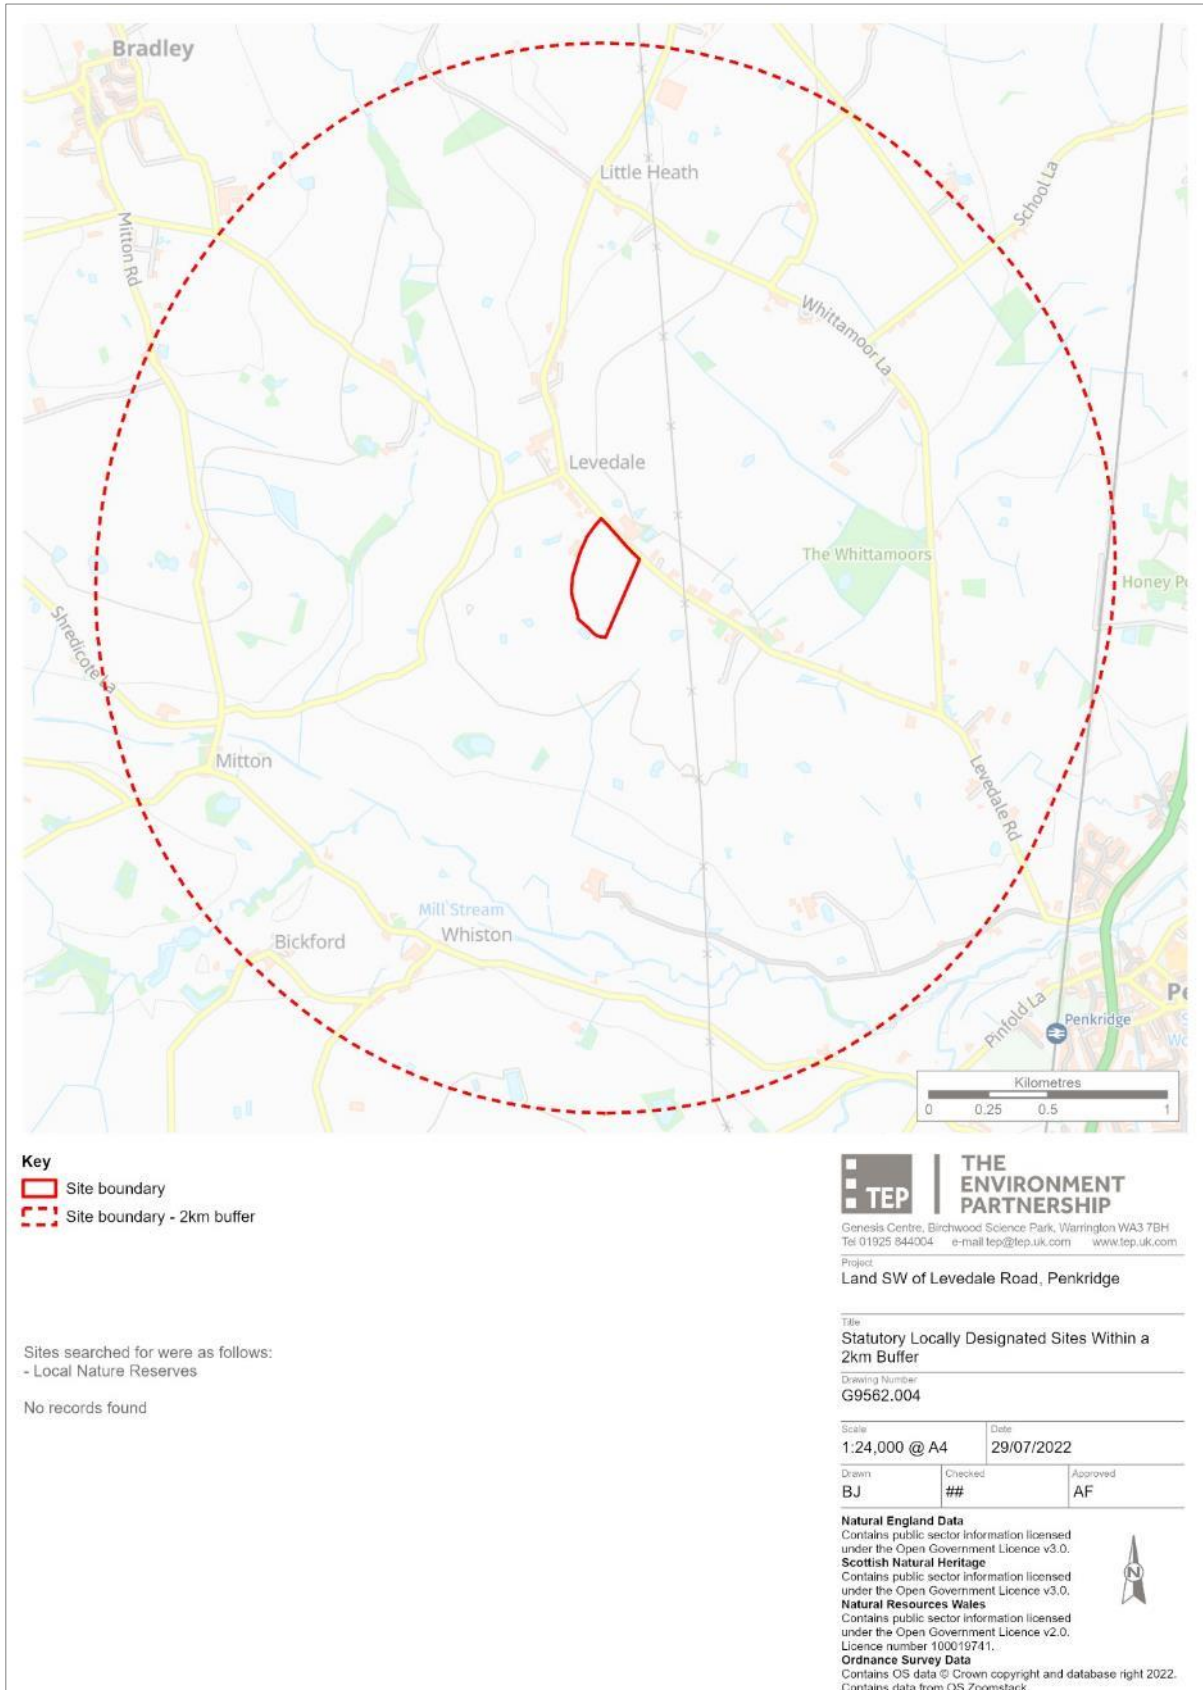 Bradley
Little Heath
School La
Mitton Rd
Whittamoor La
Levedale
The Whittamoors
Honey
Shredicote La
Mitton
Levedale Rd
Mill Stream
Whiston
Bickford
Pinfold La
Penkridge
Kilometres
0 0.25 0.5 1
Key
Site boundary
Site boundary - 2km buffer
Sites searched for were as follows:
- Local Nature Reserves
No records found
TEP
THE
ENVIRONMENT
PARTNERSHIP
Genesis Centre, Birchwood Science Park, Warrington WA3 7BH
Tel 01925 844004 e-mail tep@tep.uk.com www.tep.uk.com
Project
Land SW of Levedale Road, Penkridge
Title
Statutory Locally Designated Sites Within a
2km Buffer
Drawing Number
G9562.004
Scale Date
1:24,000 @ A4 29/07/2022
Drawn Checked Approved
BJ ## AF
Natural England Data
Contains public sector information licensed
under the Open Government Licence v3.0.
Scottish Natural Heritage
Contains public sector information licensed
under the Open Government Licence v3.0.
Natural Resources Wales
Contains public sector information licensed
under the Open Government Licence v2.0.
Licence number 100019741.
Ordnance Survey Data
Contains OS data © Crown copyright and database right 2022.
Contains data from OS Zoomstack
N